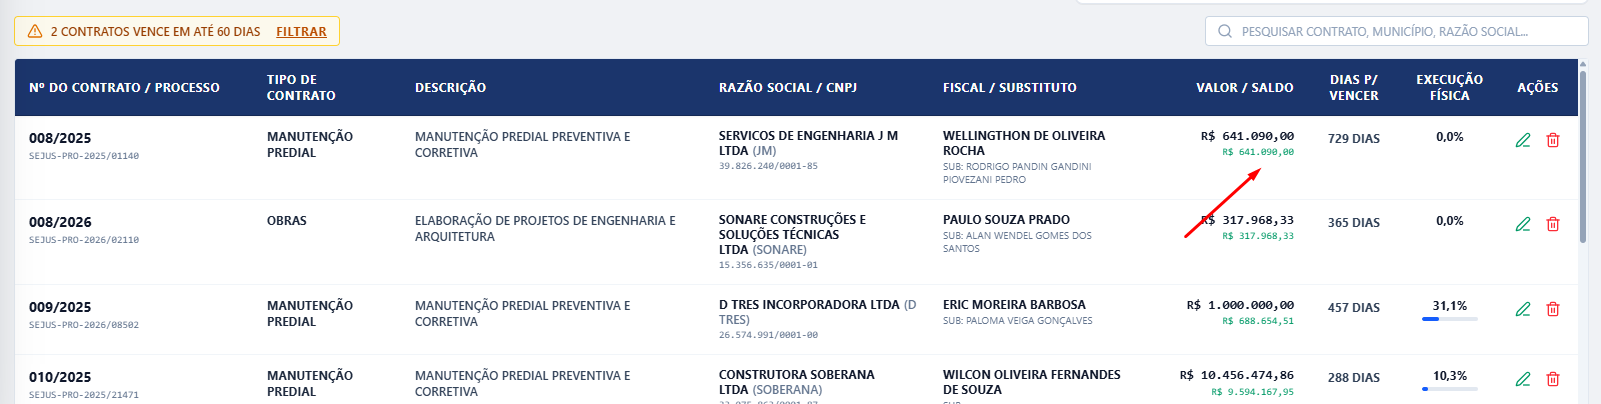 2 CONTRATOS VENCE EM ATÉ 60 DIAS FILTRAR
PESQUISAR CONTRATO, MUNICÍPIO, RAZÃO SOCIAL...
Nº DO CONTRATO / PROCESSO
TIPO DE
CONTRATO
DESCRIÇÃO
RAZÃO SOCIAL / CNPJ
FISCAL / SUBSTITUTO
VALOR / SALDO
DIAS P/
VENCER
EXECUÇÃO
FÍSICA
AÇÕES
008/2025
SEJUS-PRO-2025/01140
MANUTENÇÃO
PREDIAL
MANUTENÇÃO PREDIAL PREVENTIVA E
CORRETIVA
SERVICOS DE ENGENHARIA J M
LTDA (JM)
39.826.240/0001-85
WELLINGTHON DE OLIVEIRA
ROCHA
SUB: RODRIGO PANDIN GANDINI
PIOVEZANI PEDRO
R$ 641.090,00
R$ 641.090,00
729 DIAS
0,0%
008/2026
SEJUS-PRO-2026/02110
OBRAS
ELABORAÇÃO DE PROJETOS DE ENGENHARIA E
ARQUITETURA
SONARE CONSTRUÇÕES E
SOLUÇÕES TÉCNICAS
LTDA (SONARE)
15.356.635/0001-01
PAULO SOUZA PRADO
SUB: ALAN WENDEL GOMES DOS
SANTOS
R$ 317.968,33
R$ 317.968,33
365 DIAS
0,0%
009/2025
SEJUS-PRO-2026/08502
MANUTENÇÃO
PREDIAL
MANUTENÇÃO PREDIAL PREVENTIVA E
CORRETIVA
D TRES INCORPORADORA LTDA (D
TRES)
26.574.991/0001-00
ERIC MOREIRA BARBOSA
SUB: PALOMA VEIGA GONÇALVES
R$ 1.000.000,00
R$ 688.654,51
457 DIAS
31,1%
010/2025
SEJUS-PRO-2025/21471
MANUTENÇÃO
PREDIAL
MANUTENÇÃO PREDIAL PREVENTIVA E
CORRETIVA
CONSTRUTORA SOBERANA
LTDA (SOBERANA)
WILCON OLIVEIRA FERNANDES
DE SOUZA
R$ 10.456.474,86
R$ 9.594.167,95
288 DIAS
10,3%